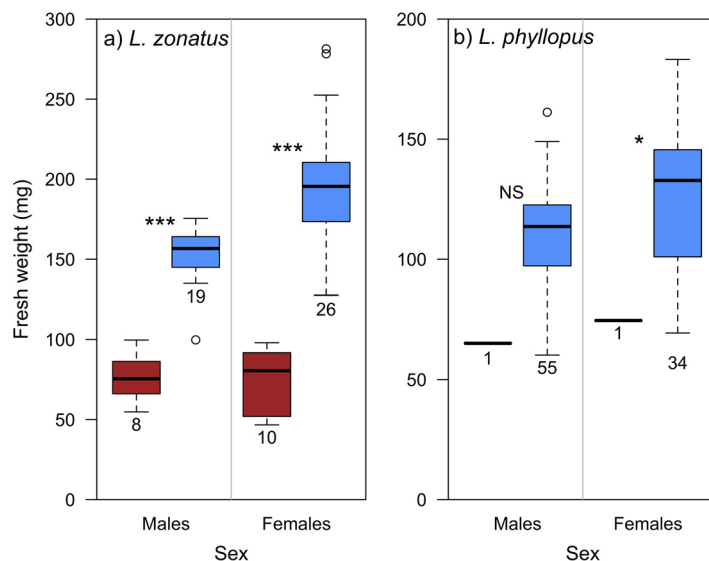 a) L. zonatus
b) L. phyllopus
Fresh weight (mg)
300
250
200
150
100
50
0
***
***
8
19
10
26
Males
Females
Sex
200
150
100
50
0
NS
*
1
55
1
34
Males
Females
Sex